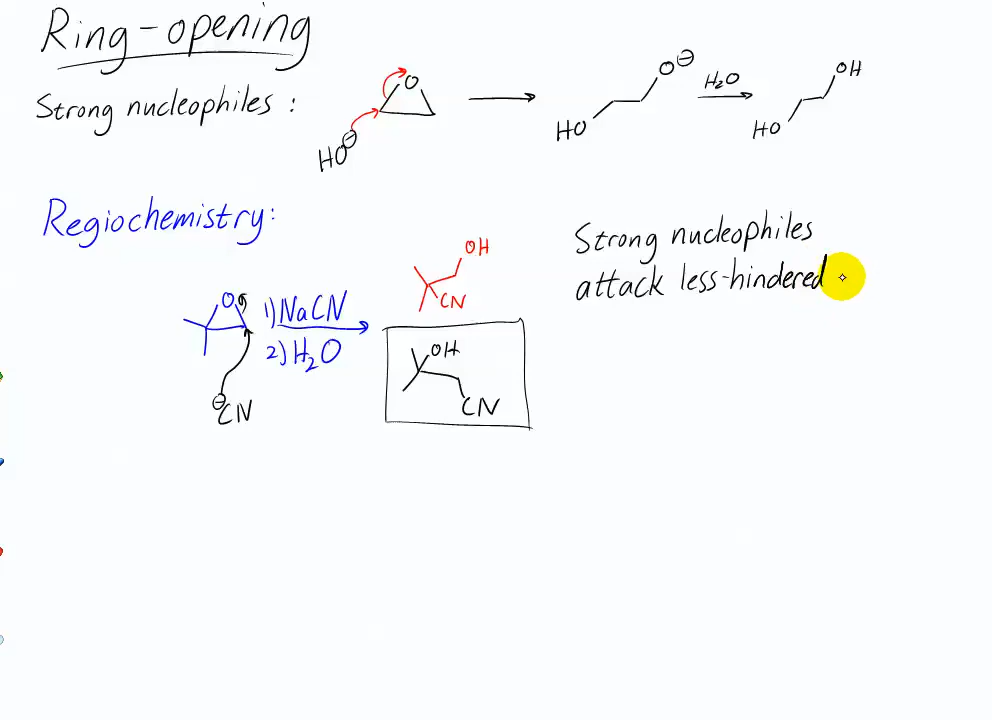 Ring-opening
Strong nucleophiles :
O
HO⊖
HO
O⊖
H₂O
HO
OH
Regiochemistry:
O
⊖CN
1) NaCN
2) H₂O
OH
CN
OH
CN
Strong nucleophiles
attack less-hindered